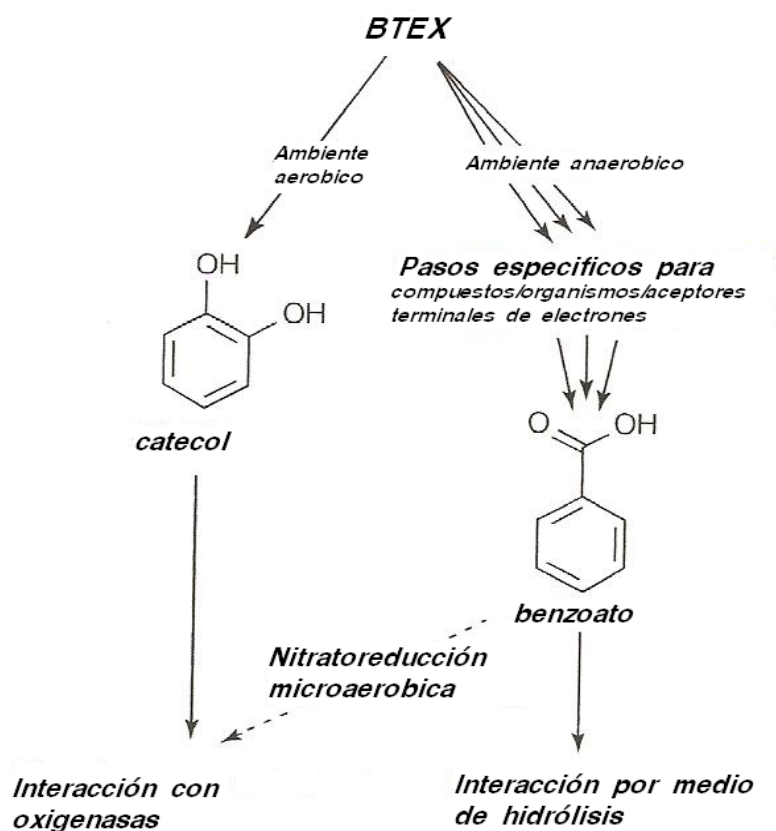 BTEX
Ambiente
aerobico
Ambiente anaerobico
Pasos especificos para
compuestos/organismos/aceptores
terminales de electrones
OH
OH
catecol
O
OH
benzoato
Nitratoreducción
microaerobica
Interacción con
oxigenasas
Interacción por medio
de hidrólisis